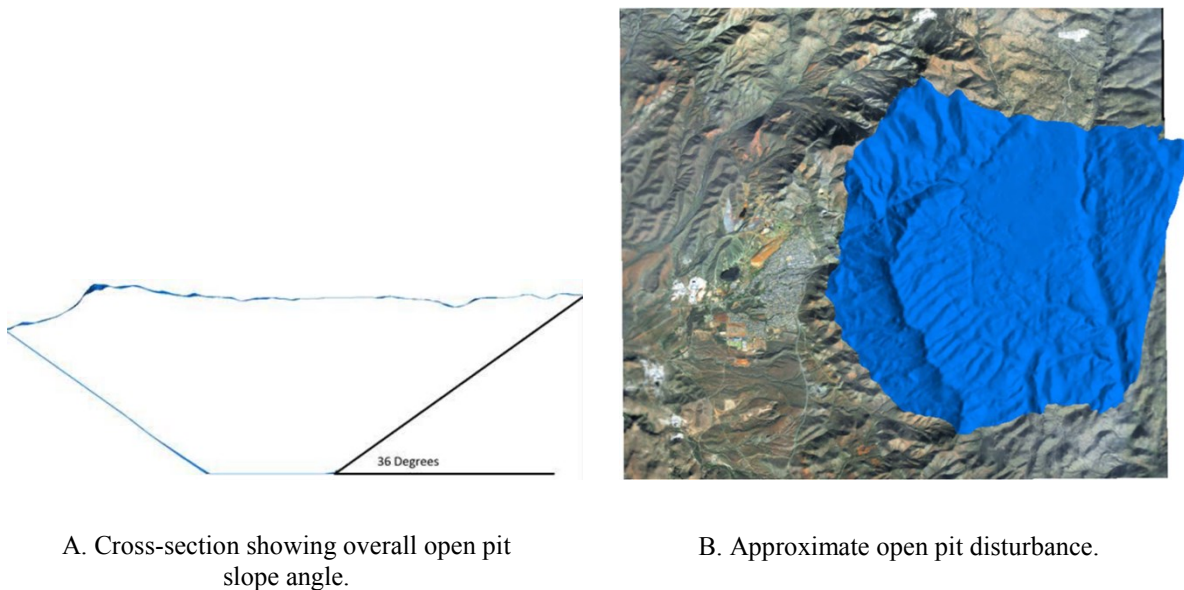 36 Degrees
A. Cross-section showing overall open pit
slope angle.
B. Approximate open pit disturbance.